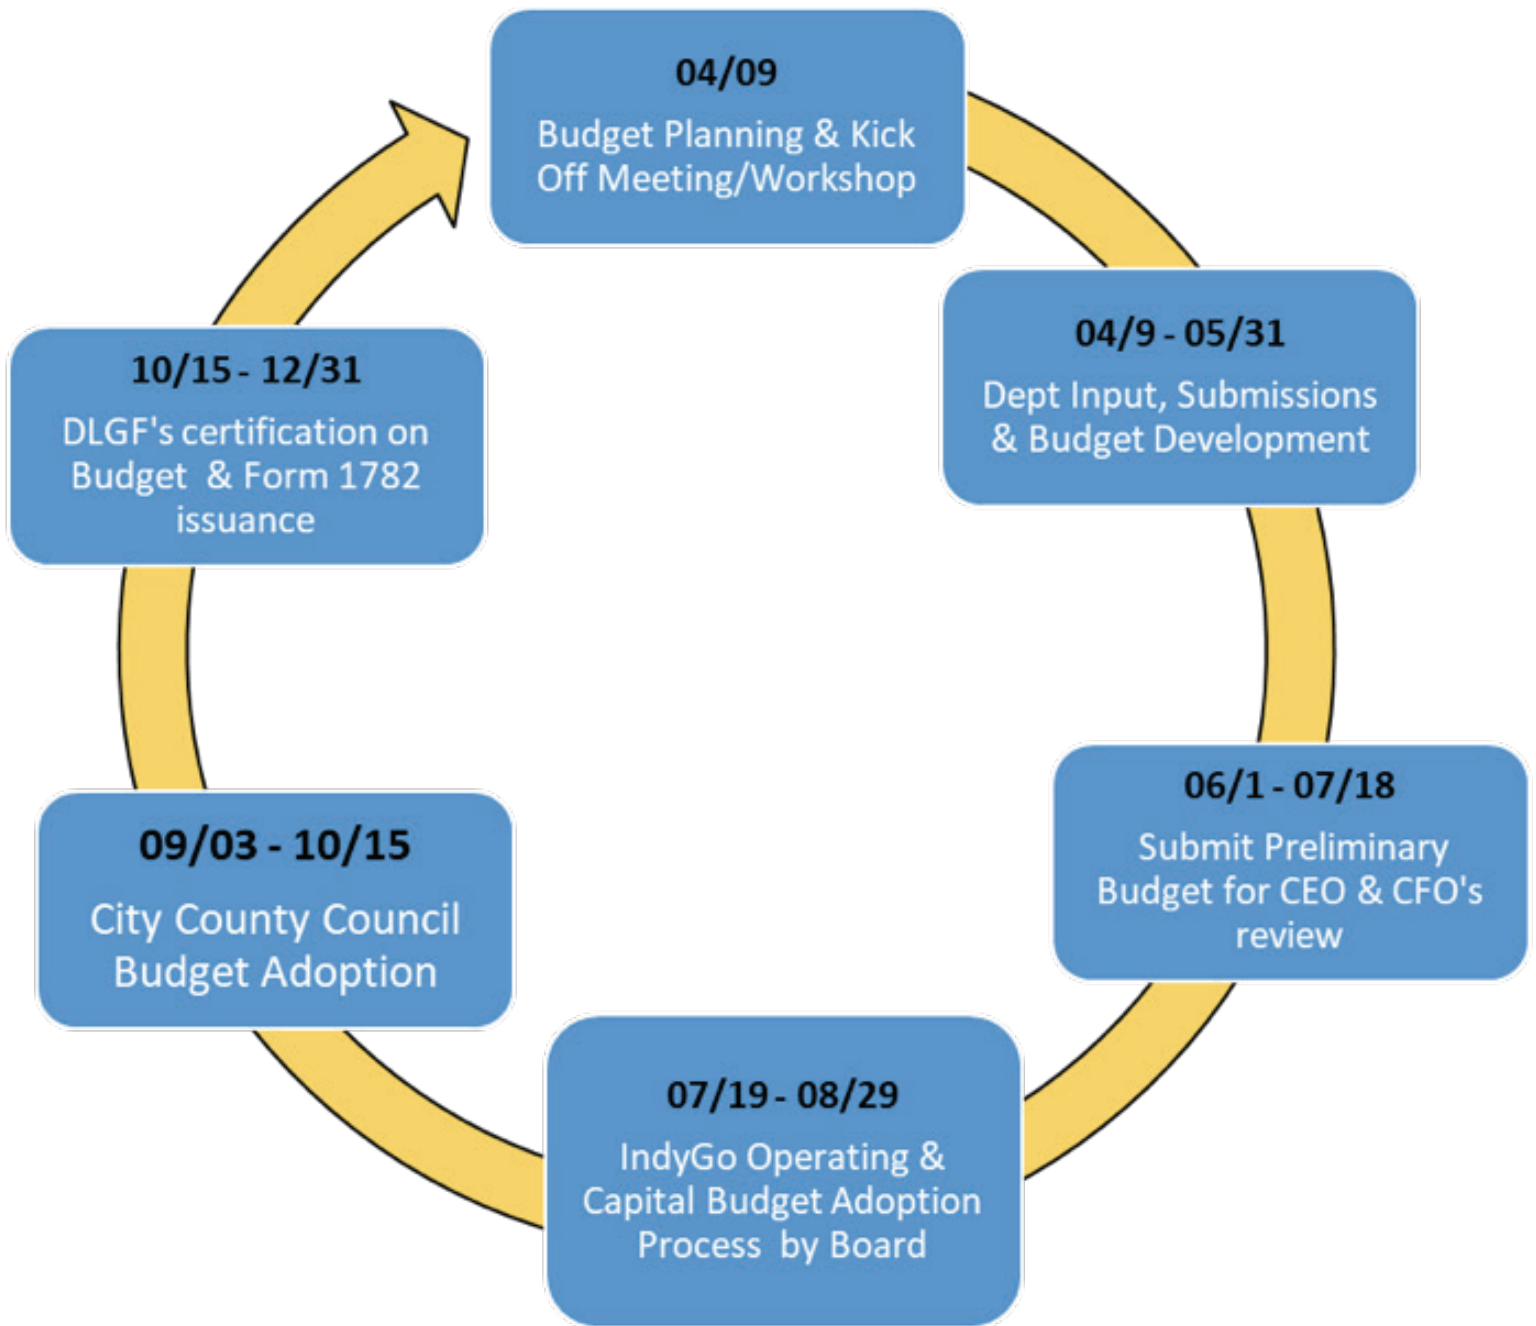 04/09
Budget Planning & Kick
Off Meeting/Workshop
04/9 - 05/31
Dept Input, Submissions
& Budget Development
06/1 - 07/18
Submit Preliminary
Budget for CEO & CFO's
review
07/19 - 08/29
IndyGo Operating &
Capital Budget Adoption
Process by Board
09/03 - 10/15
City County Council
Budget Adoption
10/15 - 12/31
DLGF's certification on
Budget & Form 1782
issuance